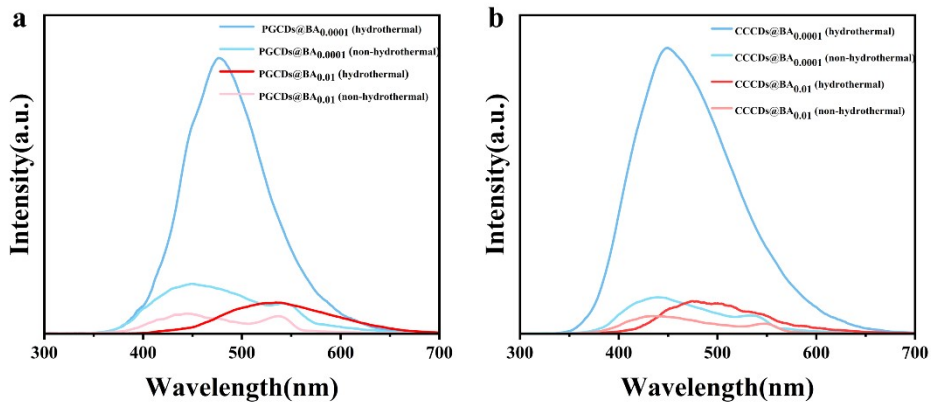 a
PGCDs@BA0.0001 (hydrothermal)
PGCDs@BA0.0001 (non-hydrothermal)
PGCDs@BA0.01 (hydrothermal)
PGCDs@BA0.01 (non-hydrothermal)
Intensity(a.u.)
300 400 500 600 700
Wavelength(nm)
b
CCCDs@BA0.0001 (hydrothermal)
CCCDs@BA0.0001 (non-hydrothermal)
CCCDs@BA0.01 (hydrothermal)
CCCDs@BA0.01 (non-hydrothermal)
Intensity(a.u.)
300 400 500 600 700
Wavelength(nm)